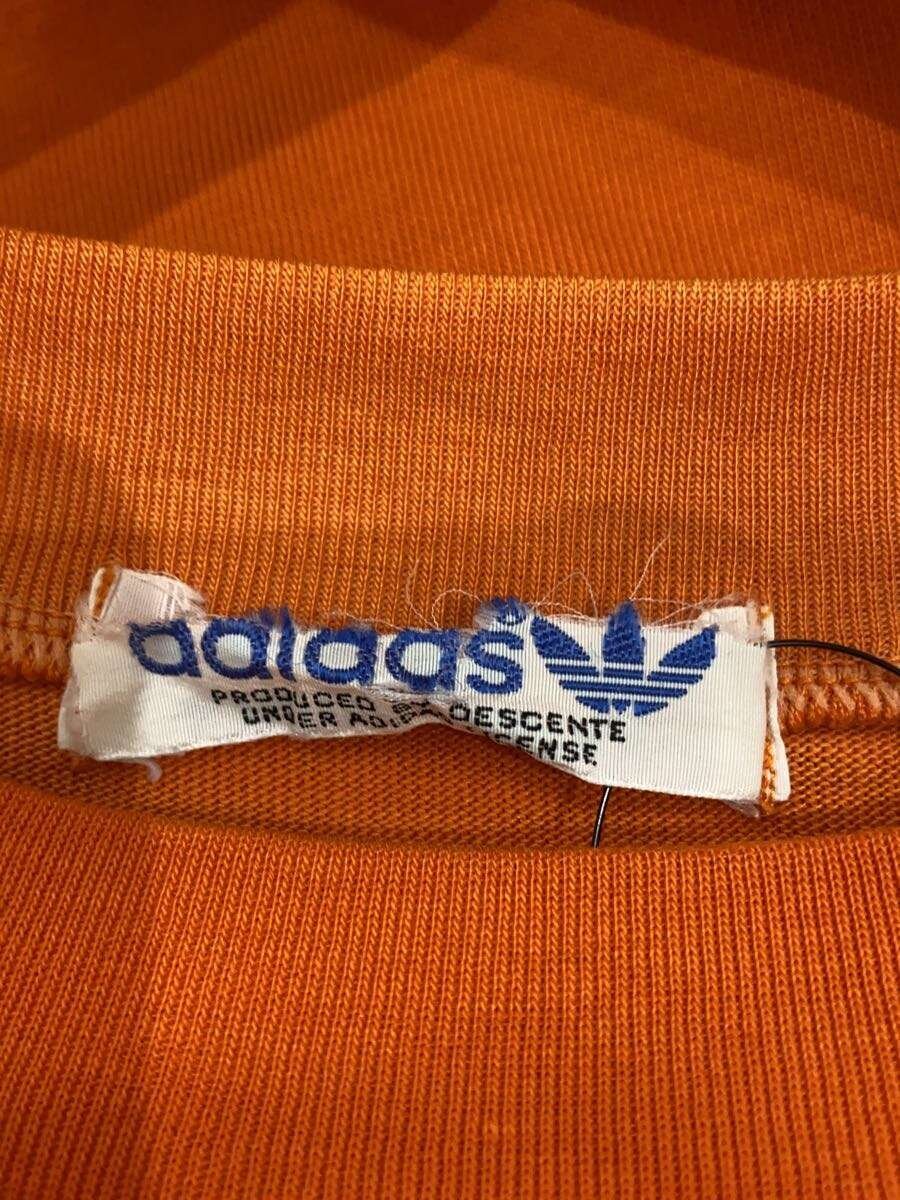 adidas
PRODUCED BY DESCENTE
UNDER ADIDAS LICENSE